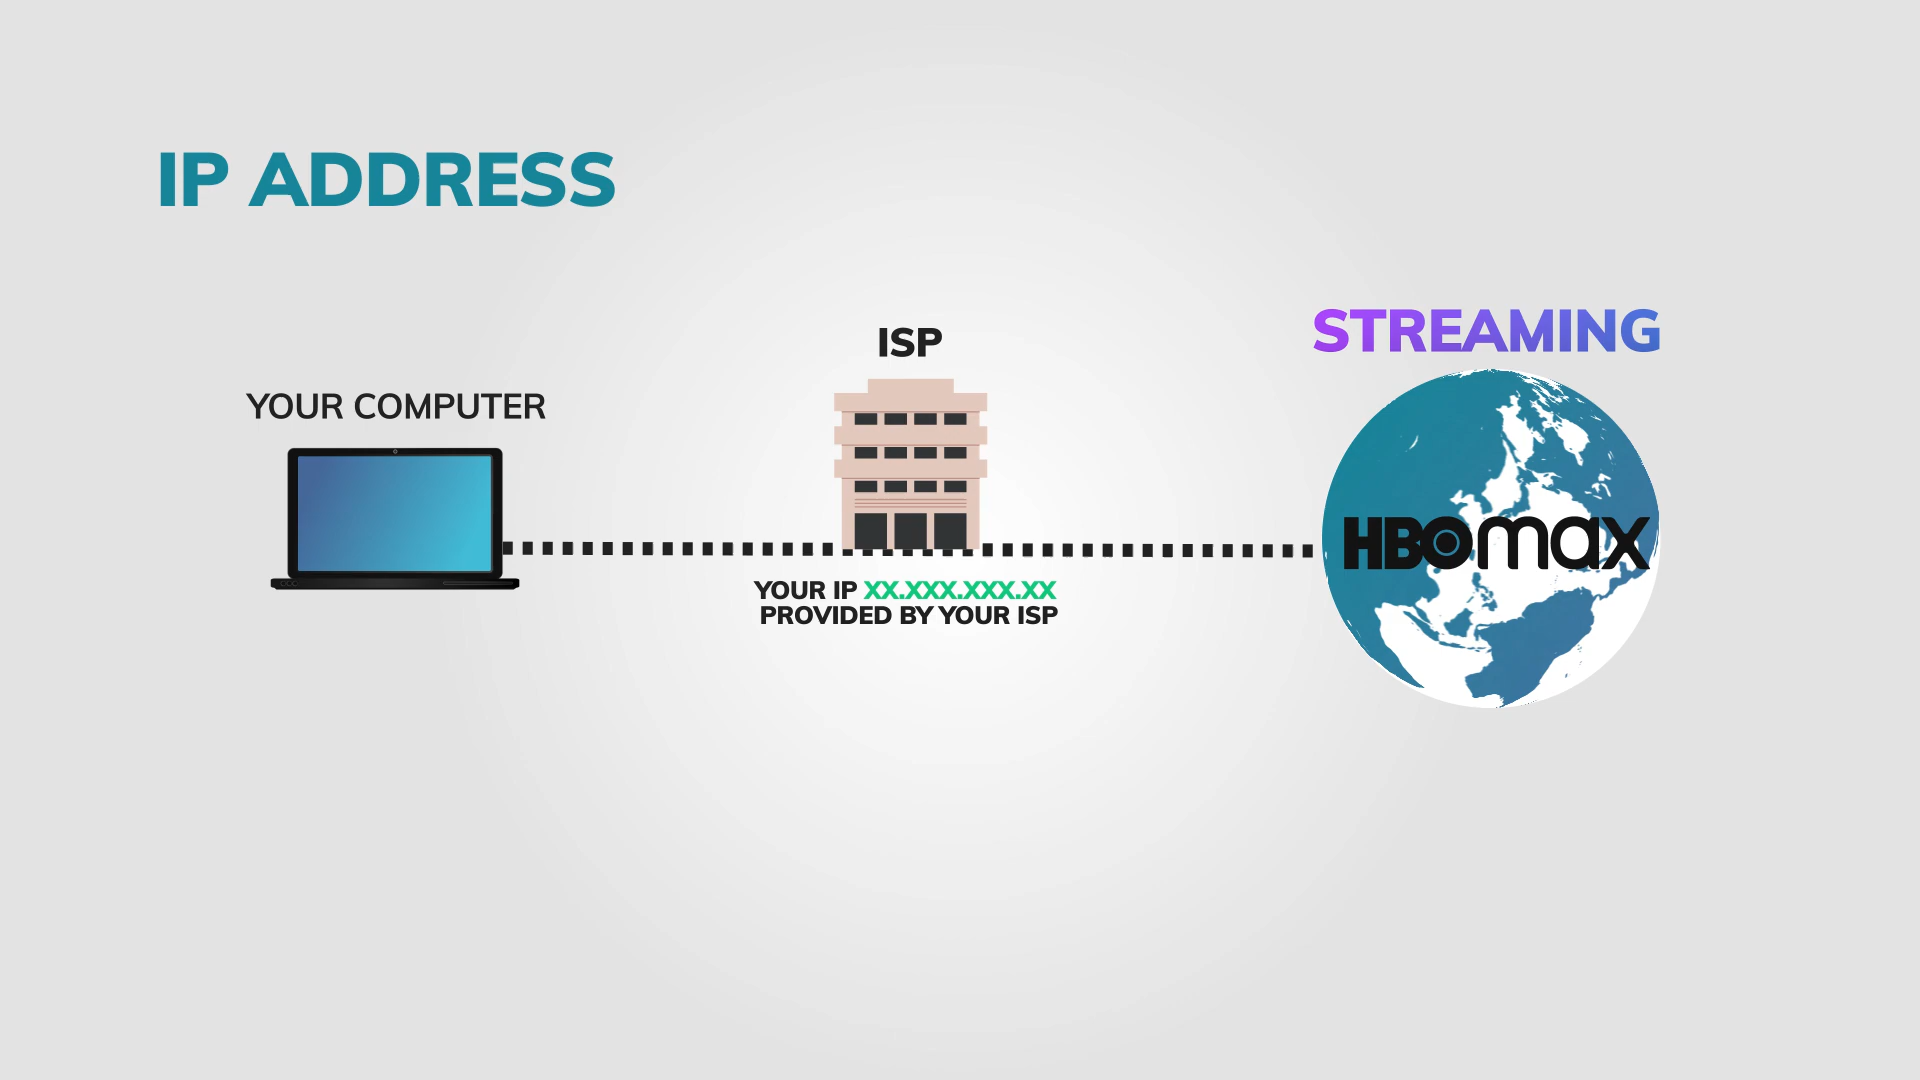 IP ADDRESS
STREAMING
ISP
YOUR COMPUTER
HBOmax
YOUR IP XX.XXX.XXX.XX
PROVIDED BY YOUR ISP